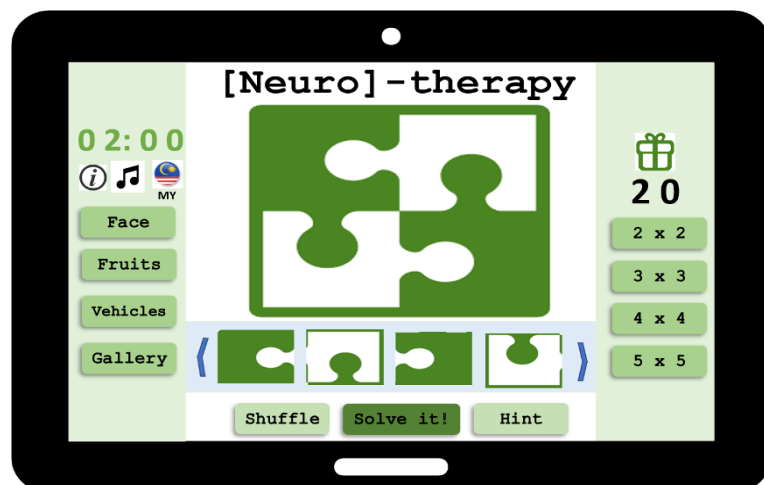 [Neuro]-therapy
02:00
MY
Face
Fruits
Vehicles
Gallery
20
2 x 2
3 x 3
4 x 4
5 x 5
Shuffle
Solve it!
Hint